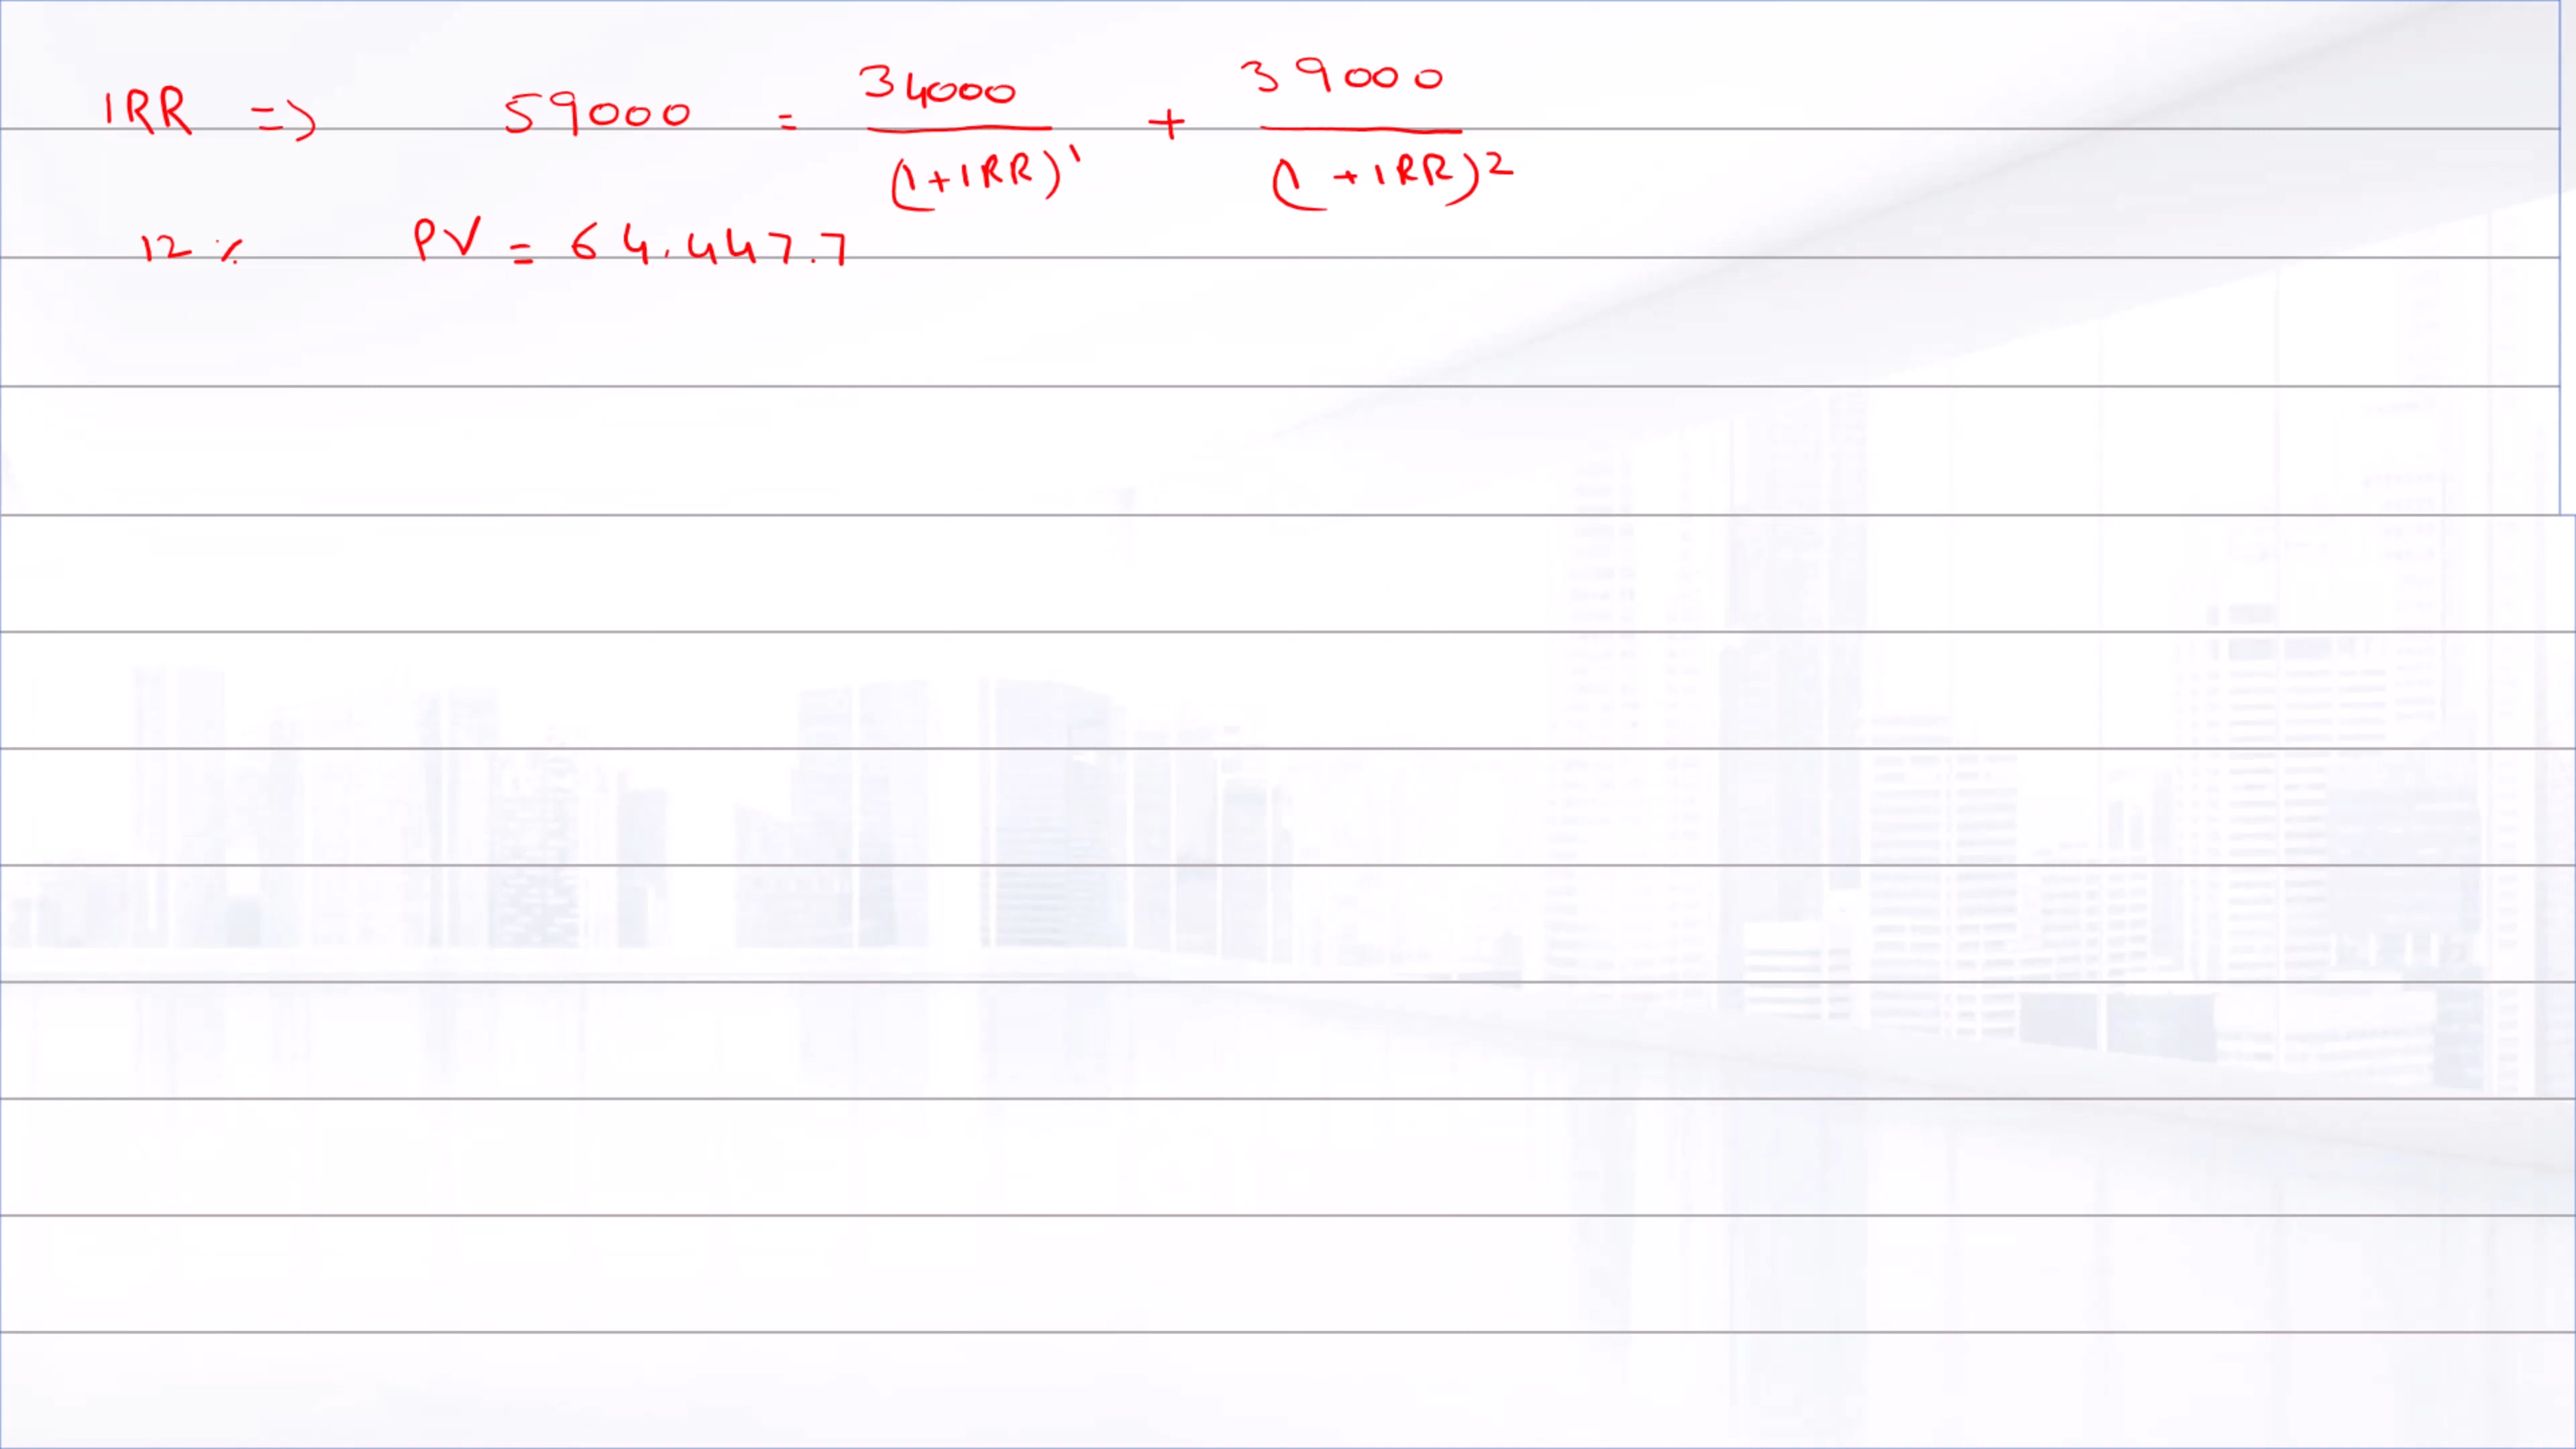 IRR => 59000 = 34000/(1+IRR)¹ + 39000/(1+IRR)²
12% PV = 64,447.7